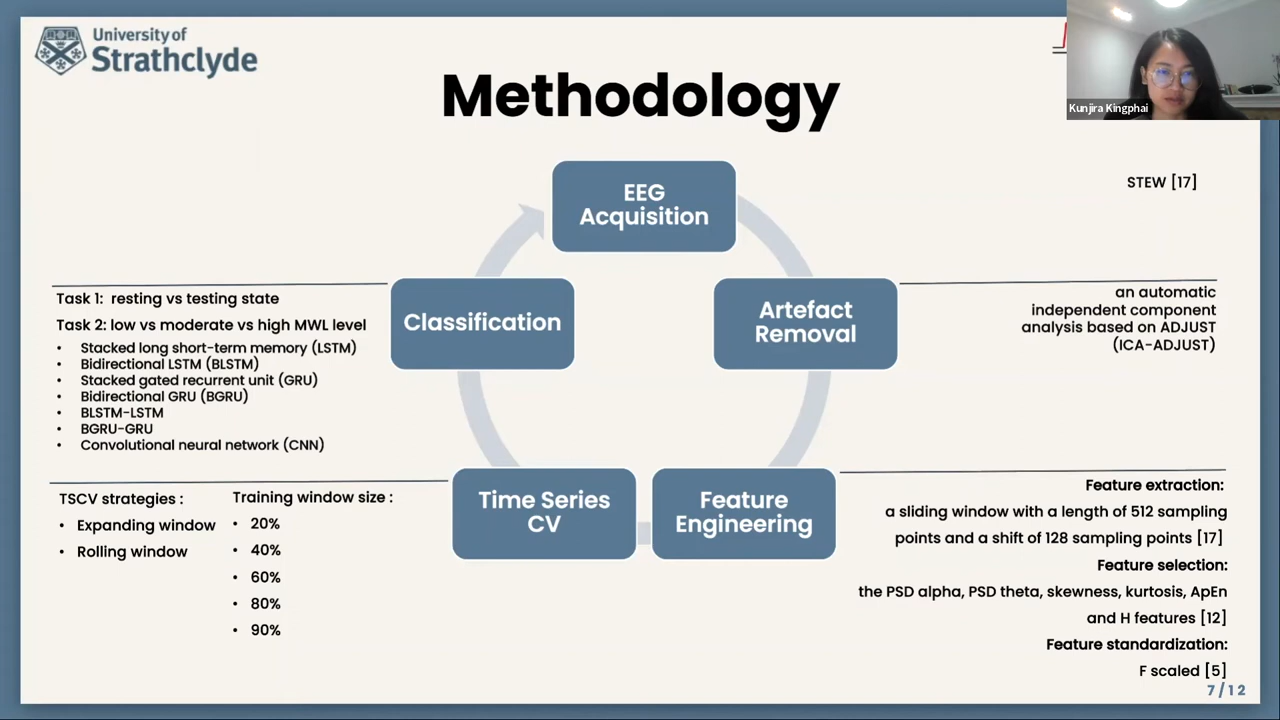 University of
Strathclyde
Kunjira Kingphai
Methodology
EEG
Acquisition
STEW [17]
Artefact
Removal
an automatic
independent component
analysis based on ADJUST
(ICA-ADJUST)
Feature
Engineering
Feature extraction:
a sliding window with a length of 512 sampling
points and a shift of 128 sampling points [17]
Feature selection:
the PSD alpha, PSD theta, skewness, kurtosis, ApEn
and H features [12]
Feature standardization:
F scaled [5]
Time Series
CV
TSCV strategies :
• Expanding window
• Rolling window
Training window size :
• 20%
• 40%
• 60%
• 80%
• 90%
Classification
Task 1: resting vs testing state
Task 2: low vs moderate vs high MWL level
• Stacked long short-term memory (LSTM)
• Bidirectional LSTM (BLSTM)
• Stacked gated recurrent unit (GRU)
• Bidirectional GRU (BGRU)
• BLSTM-LSTM
• BGRU-GRU
• Convolutional neural network (CNN)
7 / 12